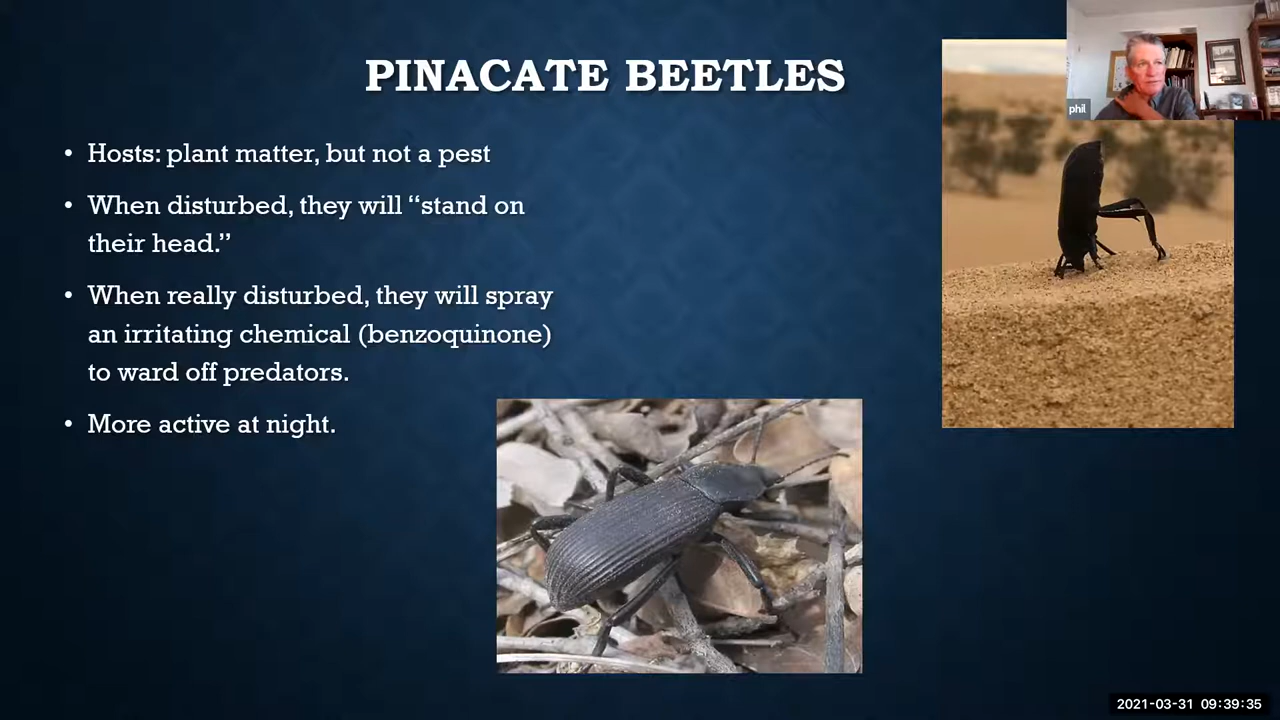 PINACATE BEETLES
• Hosts: plant matter, but not a pest
• When disturbed, they will “stand on
their head.”
• When really disturbed, they will spray
an irritating chemical (benzoquinone)
to ward off predators.
• More active at night.
phil
2021-03-31 09:39:35